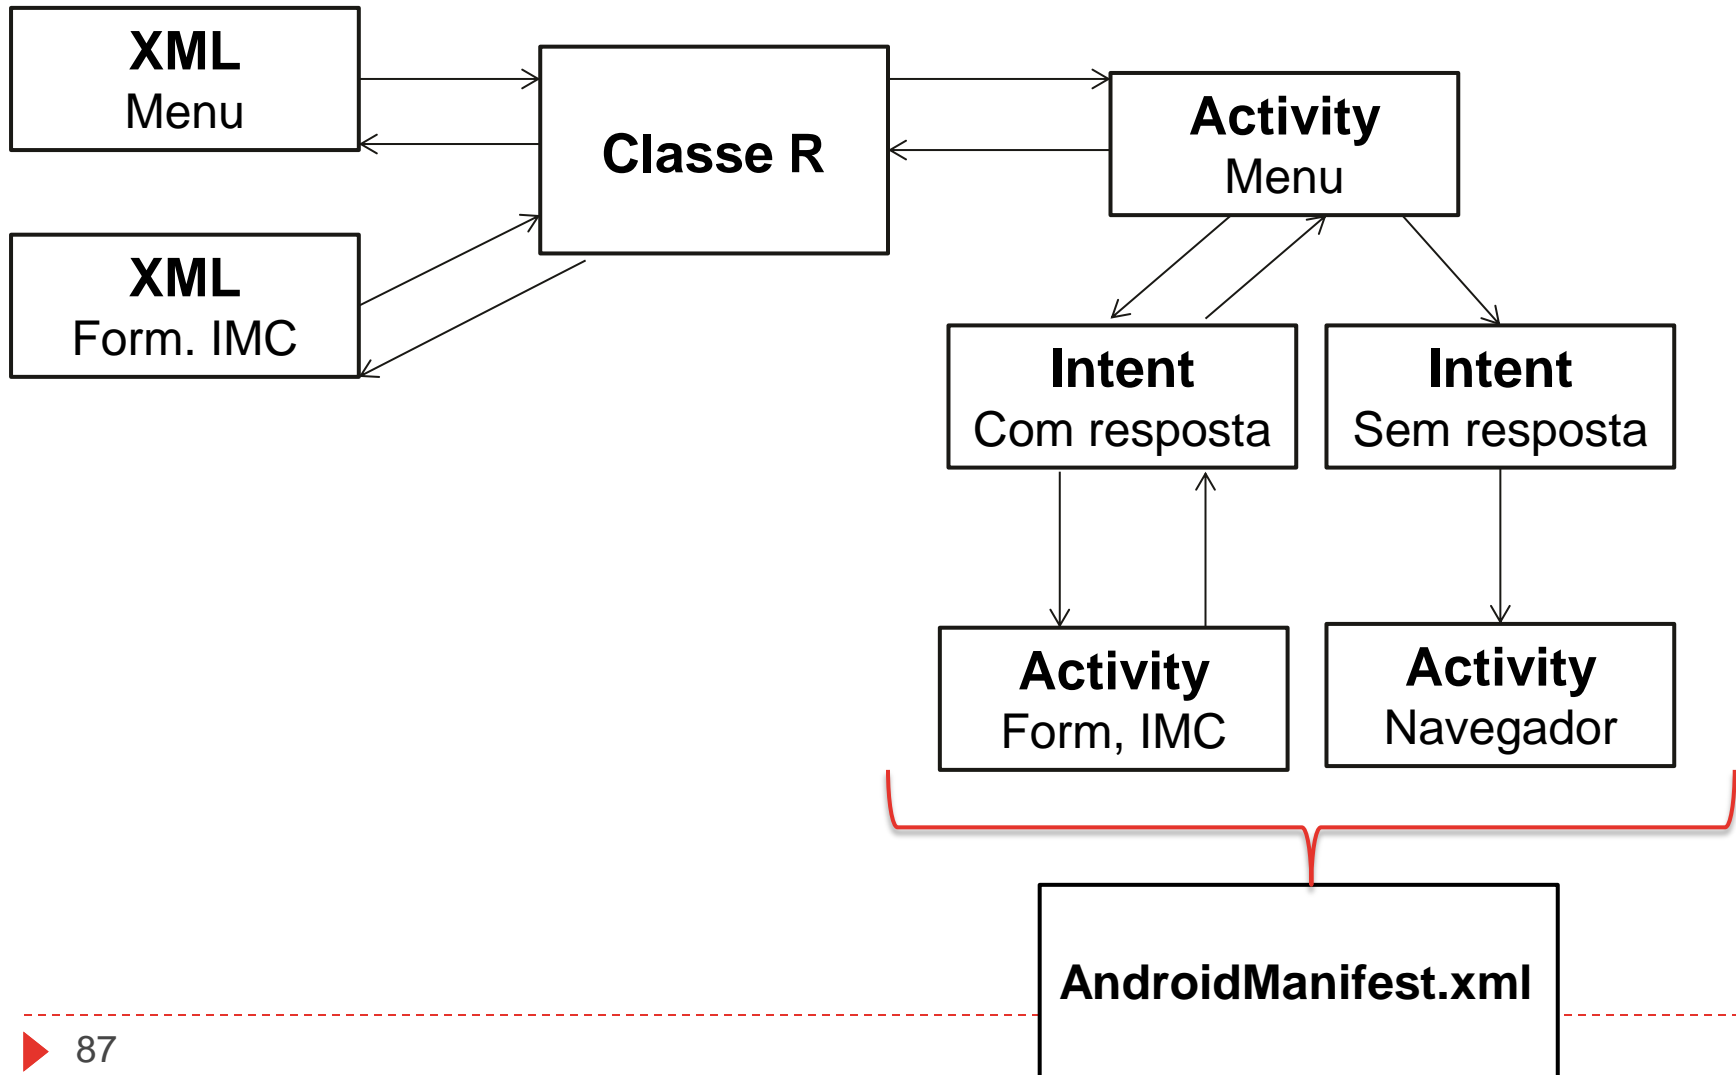 XML
Menu
Classe R
Activity
Menu
XML
Form. IMC
Intent
Com resposta
Intent
Sem resposta
Activity
Form, IMC
Activity
Navegador
AndroidManifest.xml
87